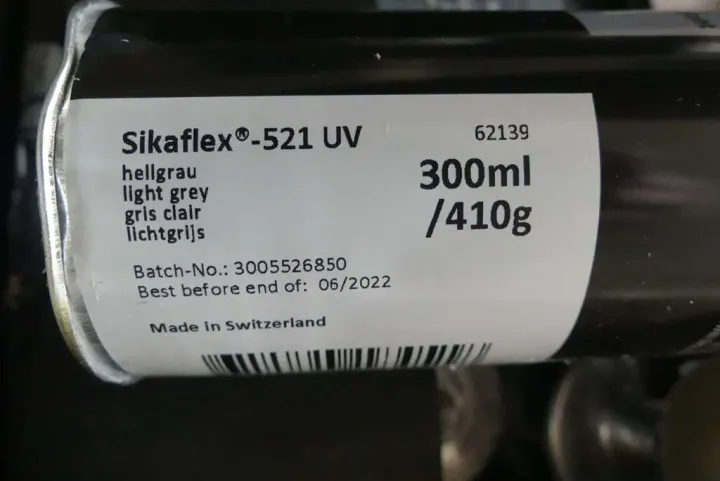 Sikaflex®-521 UV
62139
hellgrau
light grey
gris clair
lichtgrijs
300ml
/410g
Batch-No.: 3005526850
Best before end of: 06/2022
Made in Switzerland